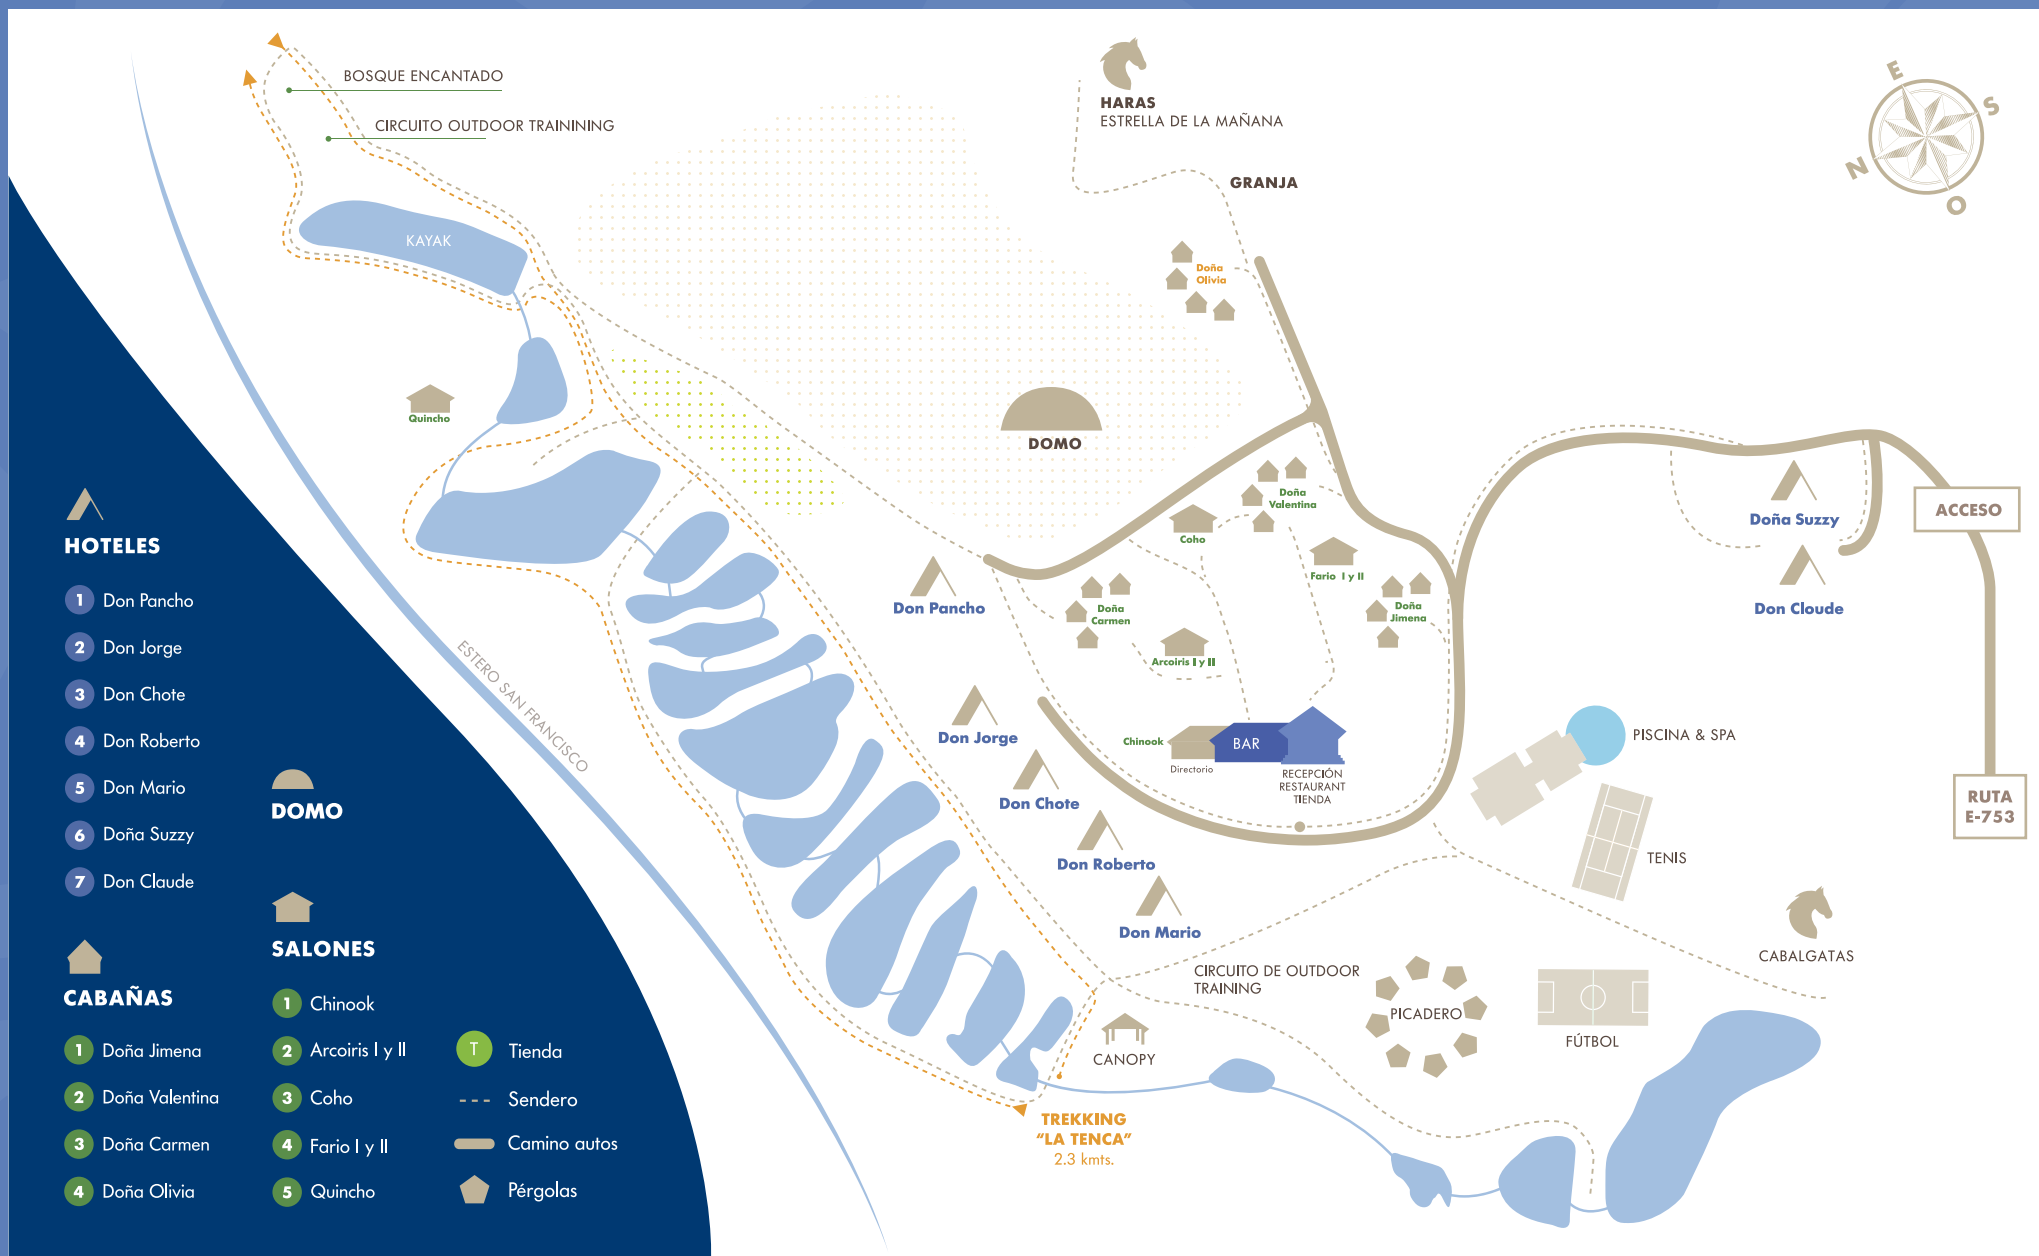 BOSQUE ENCANTADO
CIRCUITO OUTDOOR TRAINING
KAYAK
HARAS
ESTRELLA DE LA MAÑANA
GRANJA
E
S
N
O
Doña
Olivia
Quincho
DOMO
Doña
Valentina
Coho
Fario I y II
Doña
Jimena
Doña
Carmen
Arcoiris I y II
Don Pancho
Doña Suzzy
Don Cloude
ACCESO
RUTA
E-753
ESTERO SAN FRANCISCO
Don Jorge
Don Chote
Don Roberto
Don Mario
Chinook
Directorio
BAR
RECEPCIÓN
RESTAURANT
TIENDA
PISCINA & SPA
TENIS
CABALGATAS
CIRCUITO DE OUTDOOR
TRAINING
PICADERO
FÚTBOL
CANOPY
TREKKING
"LA TENCA"
2.3 kmts.
HOTELES
1 Don Pancho
2 Don Jorge
3 Don Chote
4 Don Roberto
5 Don Mario
6 Doña Suzzy
7 Don Claude
CABAÑAS
1 Doña Jimena
2 Doña Valentina
3 Doña Carmen
4 Doña Olivia
DOMO
SALONES
1 Chinook
2 Arcoiris I y II
3 Coho
4 Fario I y II
5 Quincho
T Tienda
Sendero
Camino autos
Pérgolas